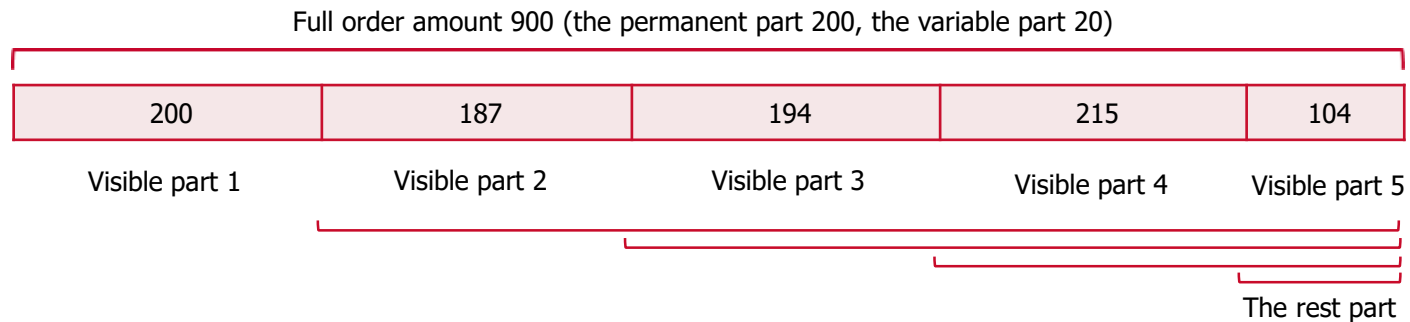 Full order amount 900 (the permanent part 200, the variable part 20)
200 187 194 215 104
Visible part 1 Visible part 2 Visible part 3 Visible part 4 Visible part 5
The rest part